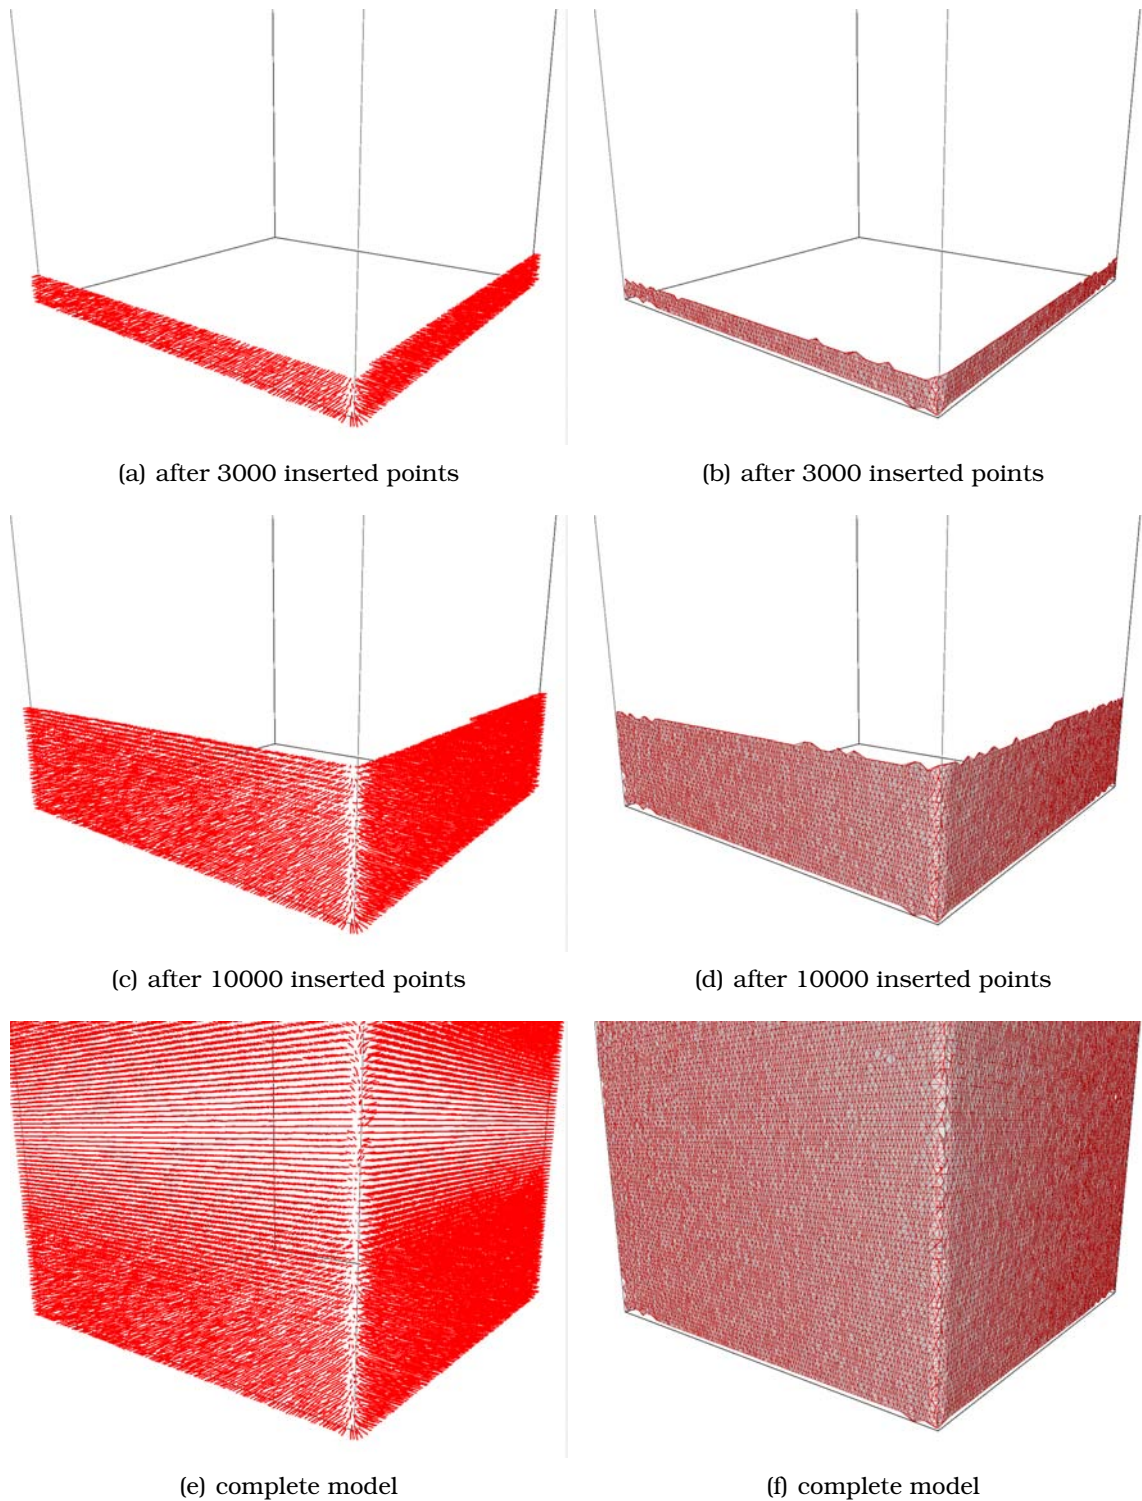 (a) after 3000 inserted points
(b) after 3000 inserted points
(c) after 10000 inserted points
(d) after 10000 inserted points
(e) complete model
(f) complete model